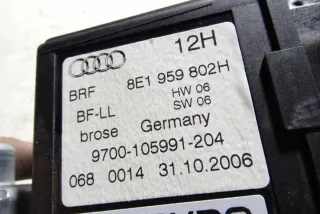 12H
BRF 8E1 959 802H
HW 06
BF-LL SW 06
brose Germany
9700-105991-204
068 0014 31.10.2006